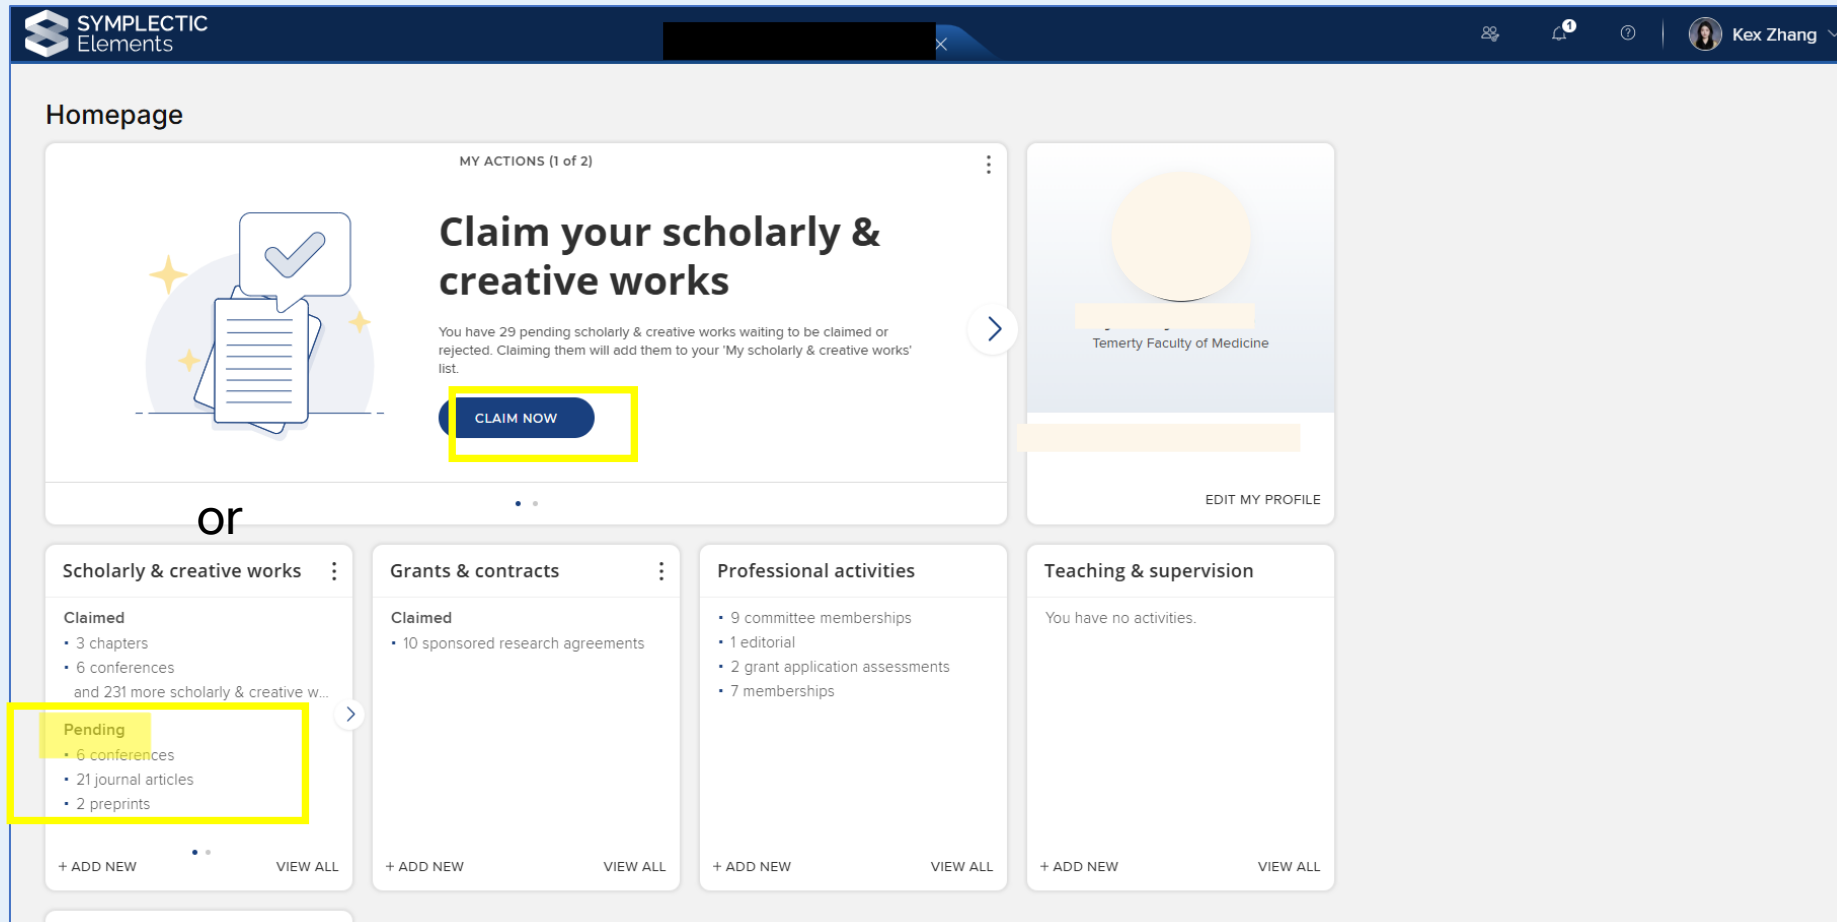 SYMPLECTIC
Elements
1
Kex Zhang
Homepage
MY ACTIONS (1 of 2)
Claim your scholarly &
creative works
You have 29 pending scholarly & creative works waiting to be claimed or
rejected. Claiming them will add them to your 'My scholarly & creative works'
list.
CLAIM NOW
Temerty Faculty of Medicine
EDIT MY PROFILE
or
Scholarly & creative works
Claimed
3 chapters
6 conferences
and 231 more scholarly & creative w...
Pending
6 conferences
21 journal articles
2 preprints
+ ADD NEW
VIEW ALL
Grants & contracts
Claimed
10 sponsored research agreements
+ ADD NEW
VIEW ALL
Professional activities
9 committee memberships
1 editorial
2 grant application assessments
7 memberships
+ ADD NEW
VIEW ALL
Teaching & supervision
You have no activities.
+ ADD NEW
VIEW ALL